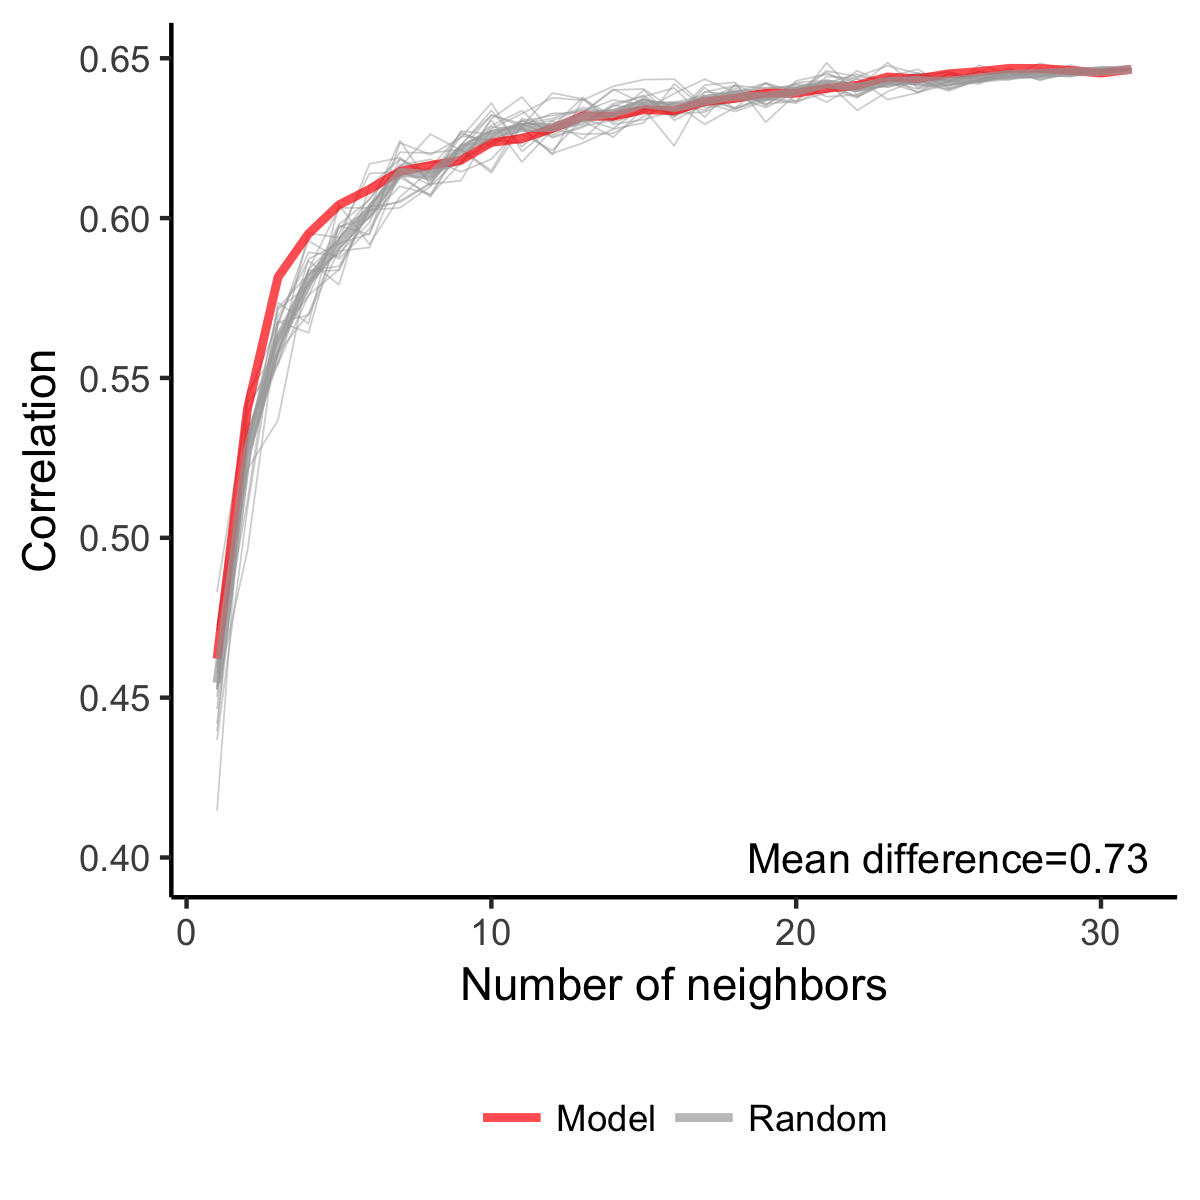 Correlation
0.65
0.60
0.55
0.50
0.45
0.40
Mean difference=0.73
0 10 20 30
Number of neighbors
Model Random